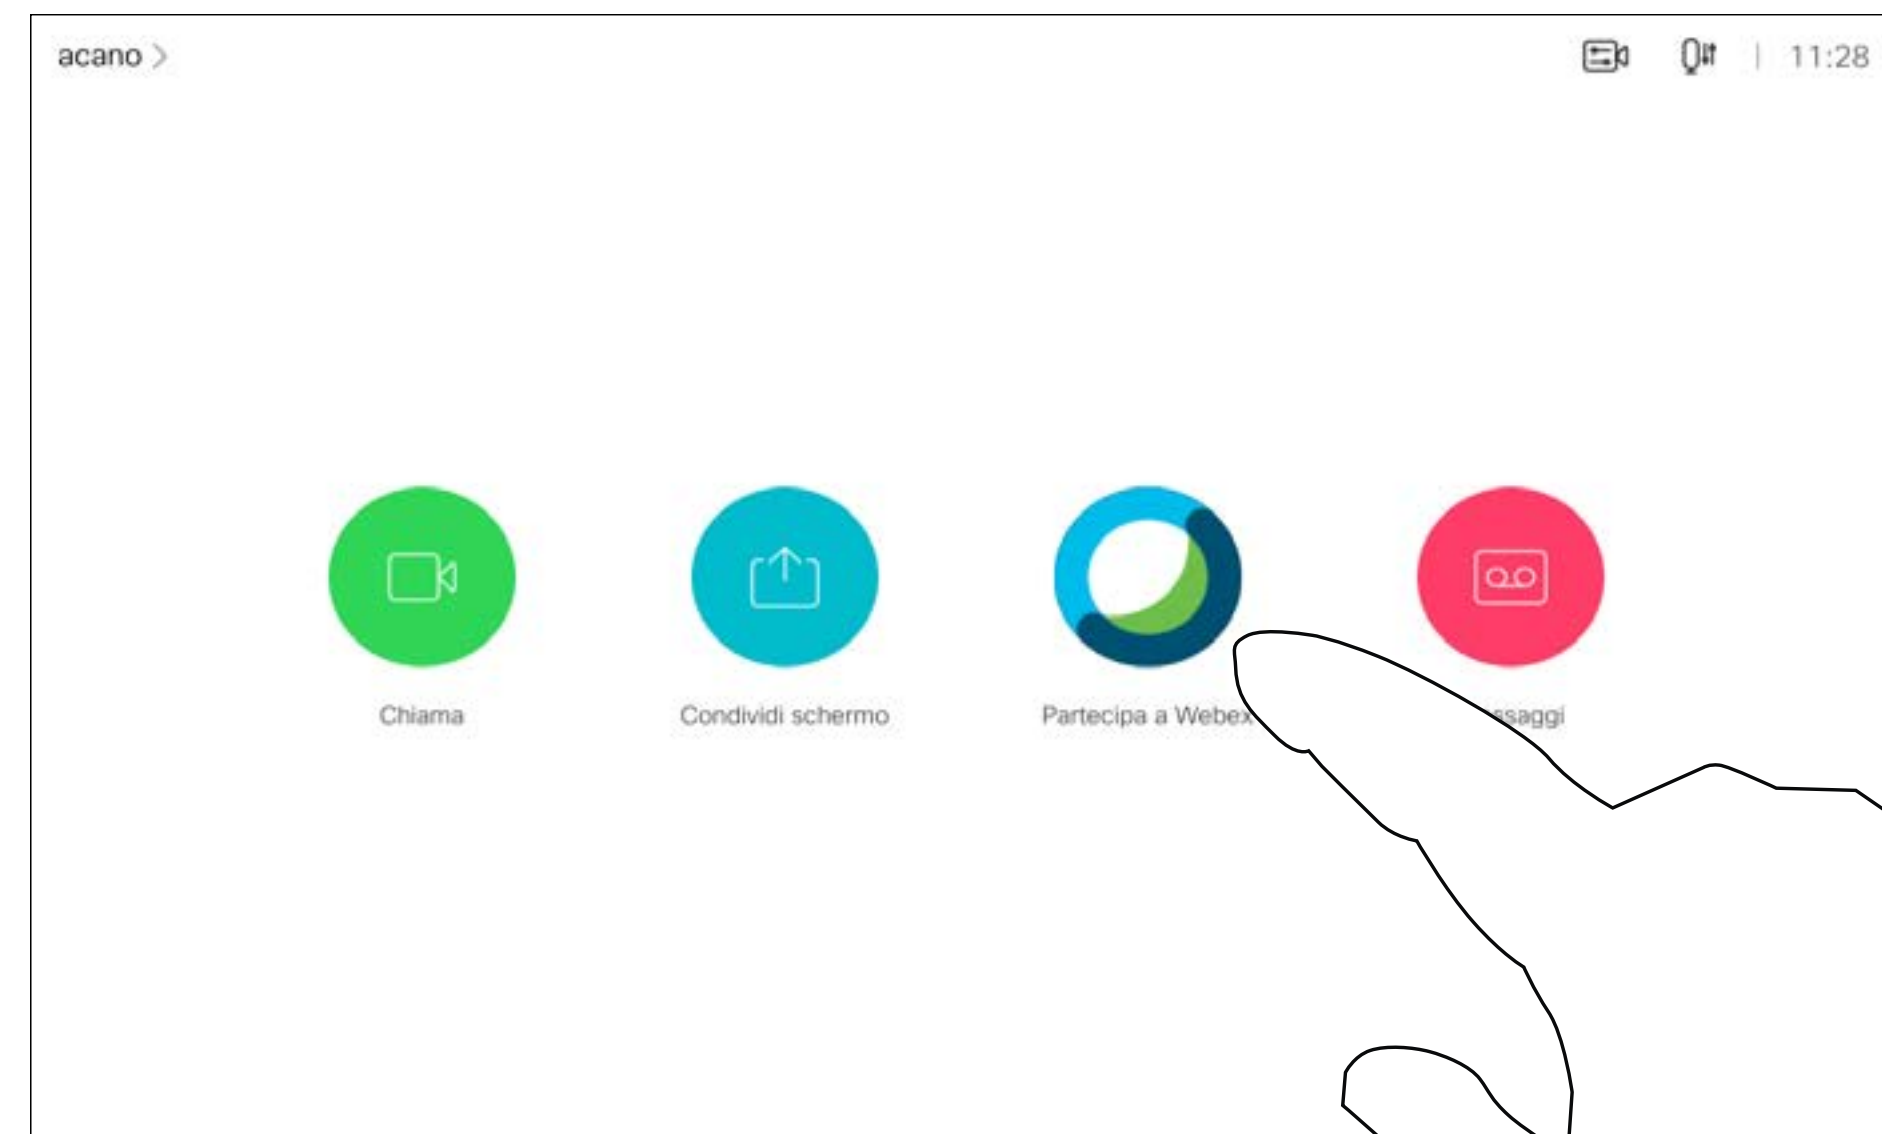 acano
11:28
Chiama
Condividi schermo
Partecipa a Webex